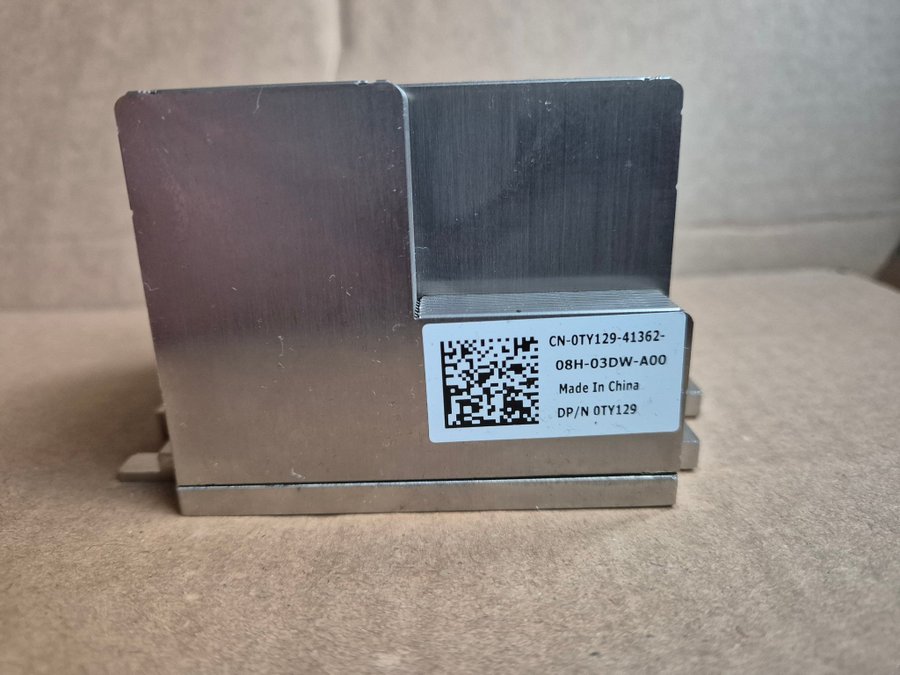 CN-0TY129-41362-
08H-03DW-A00
Made In China
DP/N 0TY129